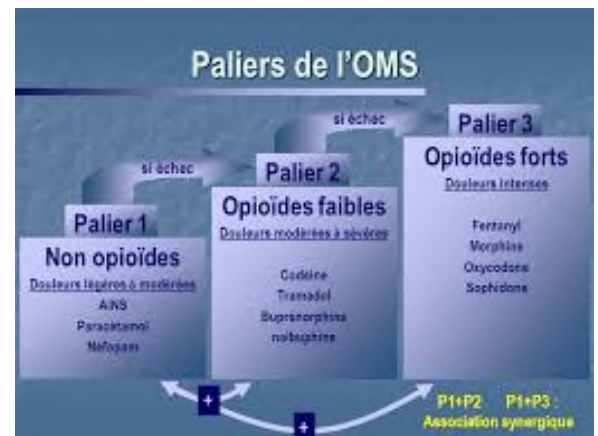 Paliers de l'OMS
si échec
Palier 3
Opioïdes forts
Douleurs intenses
Fentanyl
Morphine
Oxycodone
Sophidone
si échec
Palier 2
Opioïdes faibles
Douleurs modérées à sévères
Codéine
Tramadol
Buprenorphine
nalbuphine
Palier 1
Non opioïdes
Douleurs légères à modérées
AINS
Paracétamol
Nefopam
+
+
P1+P2 P1+P3 :
Association synergique